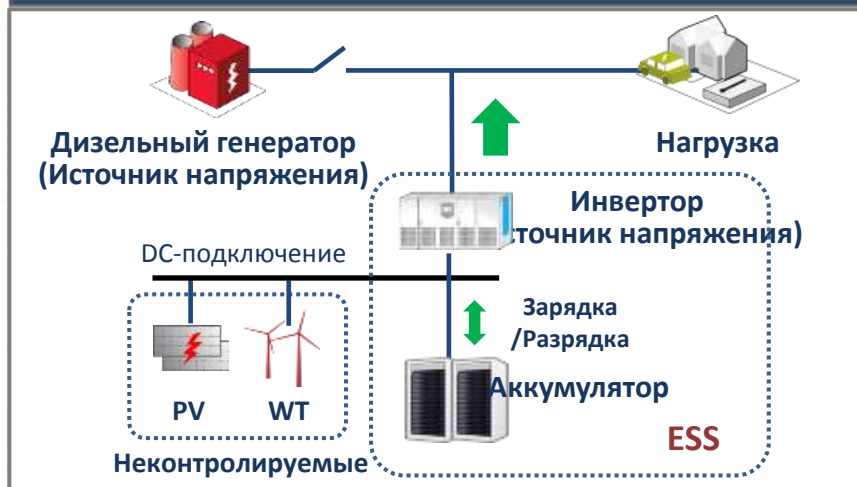 Дизельный генератор
(Источник напряжения)
Нагрузка
Инвертор
сточник напряжения)
DC-подключение
Зарядка
/Разрядка
Аккумулятор
PV
WT
ESS
Неконтролируемые